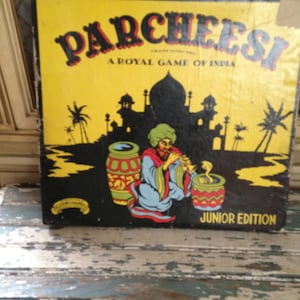 PARCHEESI
A ROYAL GAME OF INDIA
JUNIOR EDITION